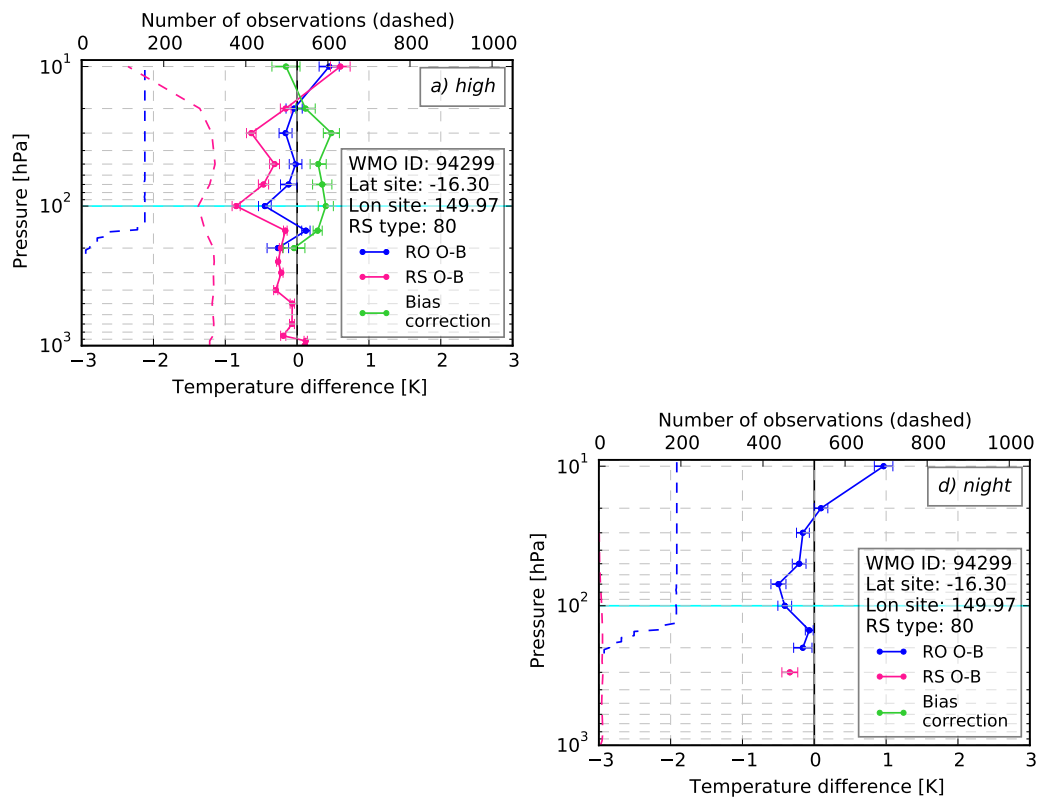 Number of observations (dashed)
0 200 400 600 800 1000
10^1
a) high
Pressure [hPa]
WMO ID: 94299
Lat site: -16.30
10^2
Lon site: 149.97
RS type: 80
RO O-B
RS O-B
Bias
correction
10^3
−3 −2 −1 0 1 2 3
Temperature difference [K]
Number of observations (dashed)
0 200 400 600 800 1000
10^1
d) night
Pressure [hPa]
WMO ID: 94299
Lat site: -16.30
10^2
Lon site: 149.97
RS type: 80
RO O-B
RS O-B
Bias
correction
10^3
−3 −2 −1 0 1 2 3
Temperature difference [K]